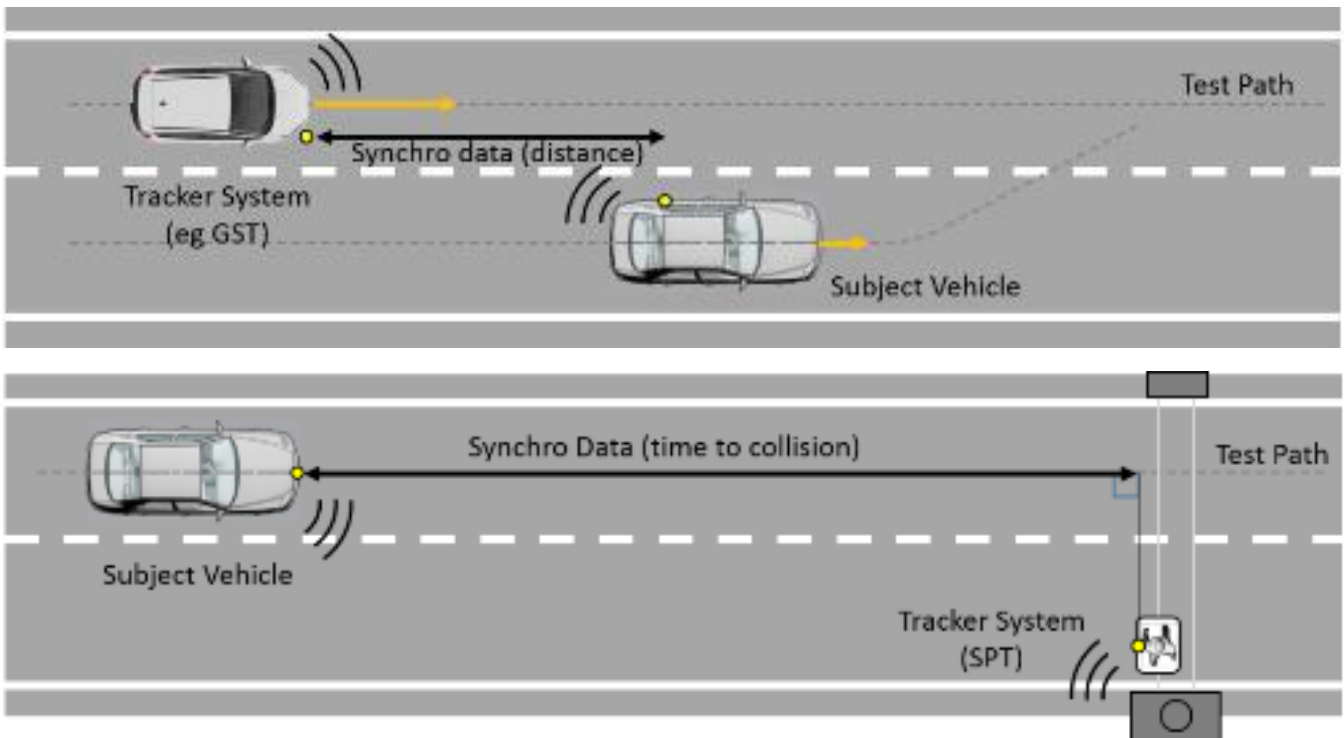 Test Path
Synchro data (distance)
Tracker System
(eg GST)
Subject Vehicle
Synchro Data (time to collision)
Test Path
Subject Vehicle
Tracker System
(SPT)